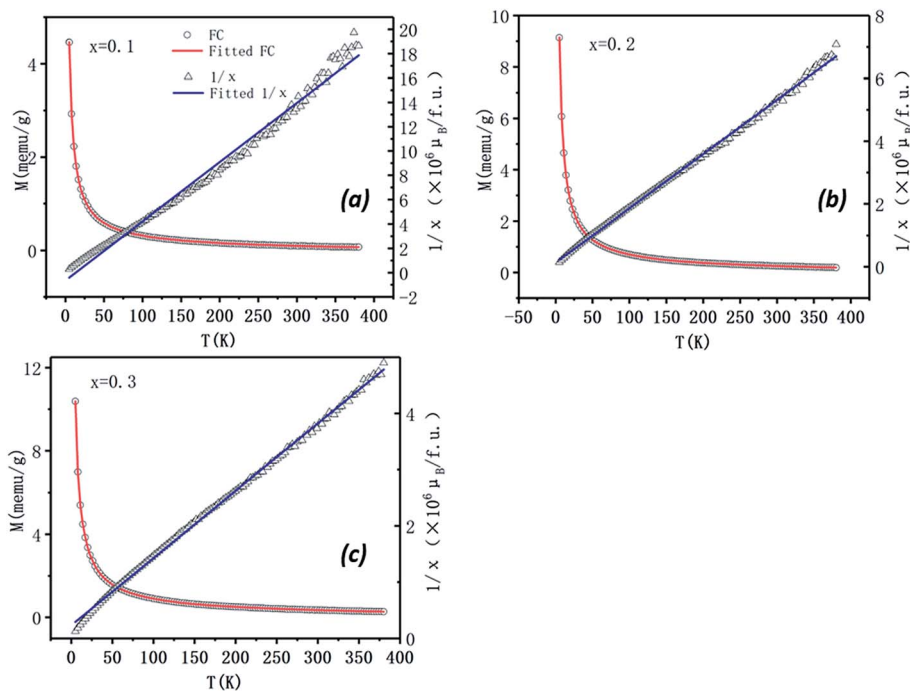 x=0.1
FC
Fitted FC
1/x
Fitted 1/x
(a)
M(memu/g)
4
2
0
1/x (×10⁶ μB/f.u.)
20
18
16
14
12
10
8
6
4
2
0
-2
0 50 100 150 200 250 300 350 400
T(K)
x=0.2
(b)
M(memu/g)
10
8
6
4
2
0
1/x (×10⁶ μB/f.u.)
8
6
4
2
0
-50 0 50 100 150 200 250 300 350 400
T(K)
x=0.3
(c)
M(memu/g)
12
8
4
0
1/x (×10⁶ μB/f.u.)
4
2
0
0 50 100 150 200 250 300 350 400
T(K)